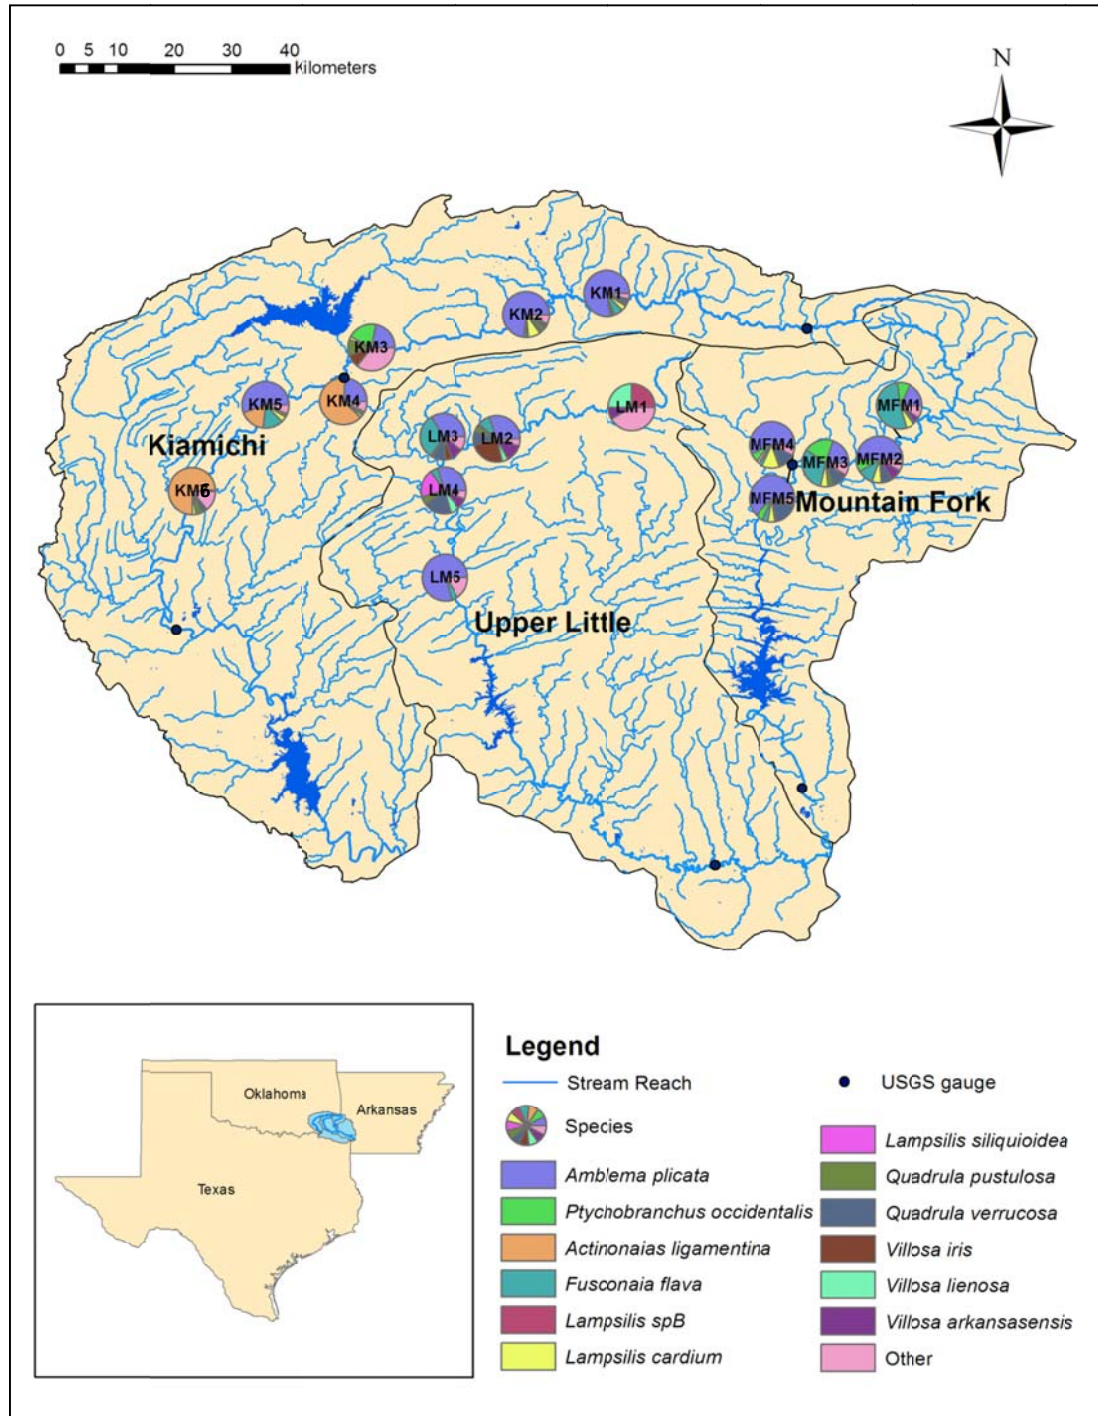 0 5 10 20 30 40
Kilometers
N
KM1
KM2
KM3
KM4
KM5
Kiamichi
KM6
LM1
LM2
LM3
LM4
LM5
Upper Little
MFM1
MFM2
MFM3
MFM4
MFM5
Mountain Fork
Oklahoma
Arkansas
Texas
Legend
Stream Reach
USGS gauge
Species
Amblema plicata
Ptychobranchus occidentalis
Actinonaias ligamentina
Fusconaia flava
Lampsilis spB
Lampsilis cardium
Lampsilis siliquioidea
Quadrula pustulosa
Quadrula verrucosa
Villosa iris
Villosa lienosa
Villosa arkansasensis
Other